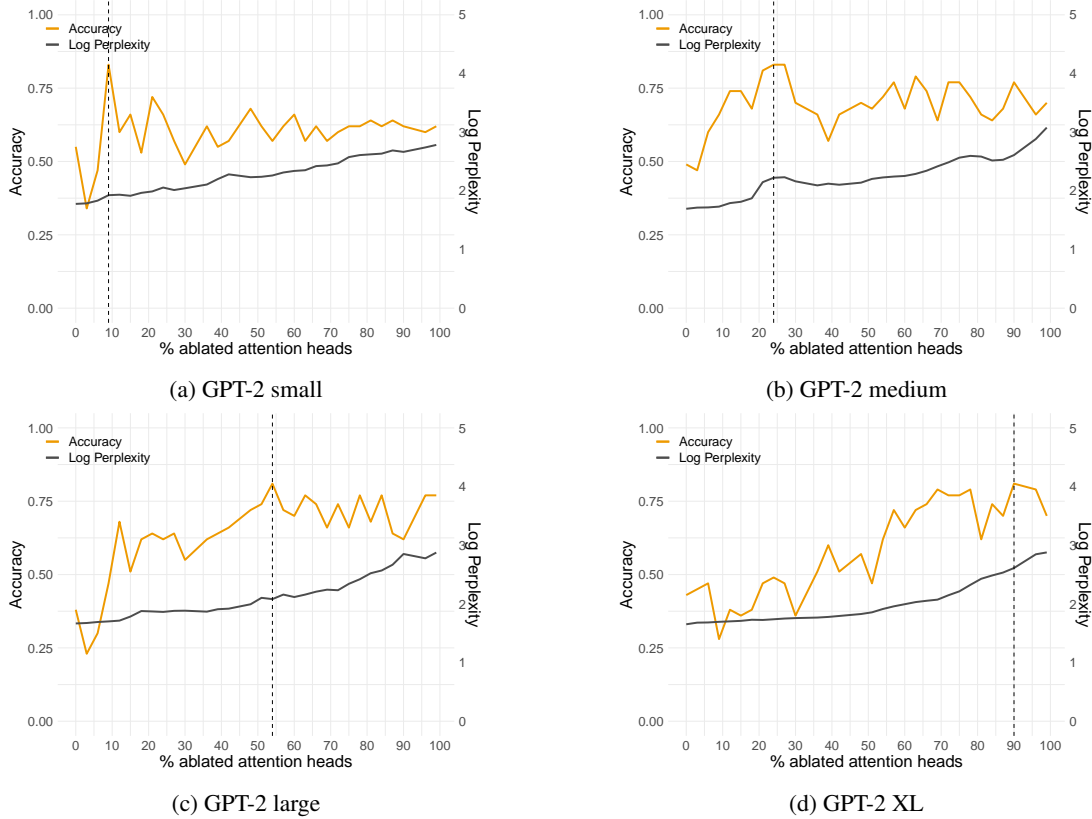 1.00
0.75
0.50
0.25
0.00
Accuracy
5
4
3
2
1
0
Log Perplexity
Accuracy
Log Perplexity
0 10 20 30 40 50 60 70 80 90 100
% ablated attention heads
(a) GPT-2 small
1.00
0.75
0.50
0.25
0.00
Accuracy
5
4
3
2
1
0
Log Perplexity
Accuracy
Log Perplexity
0 10 20 30 40 50 60 70 80 90 100
% ablated attention heads
(b) GPT-2 medium
1.00
0.75
0.50
0.25
0.00
Accuracy
5
4
3
2
1
0
Log Perplexity
Accuracy
Log Perplexity
0 10 20 30 40 50 60 70 80 90 100
% ablated attention heads
(c) GPT-2 large
1.00
0.75
0.50
0.25
0.00
Accuracy
5
4
3
2
1
0
Log Perplexity
Accuracy
Log Perplexity
0 10 20 30 40 50 60 70 80 90 100
% ablated attention heads
(d) GPT-2 XL